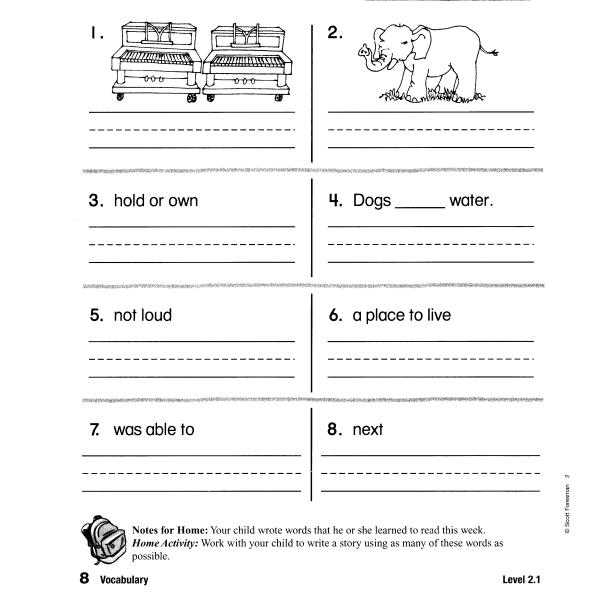 1.
2.
3. hold or own
4. Dogs ______ water.
5. not loud
6. a place to live
7. was able to
8. next
Notes for Home: Your child wrote words that he or she learned to read this week.
Home Activity: Work with your child to write a story using as many of these words as
possible.
8 Vocabulary
Level 2.1
© Scott Foresman 2